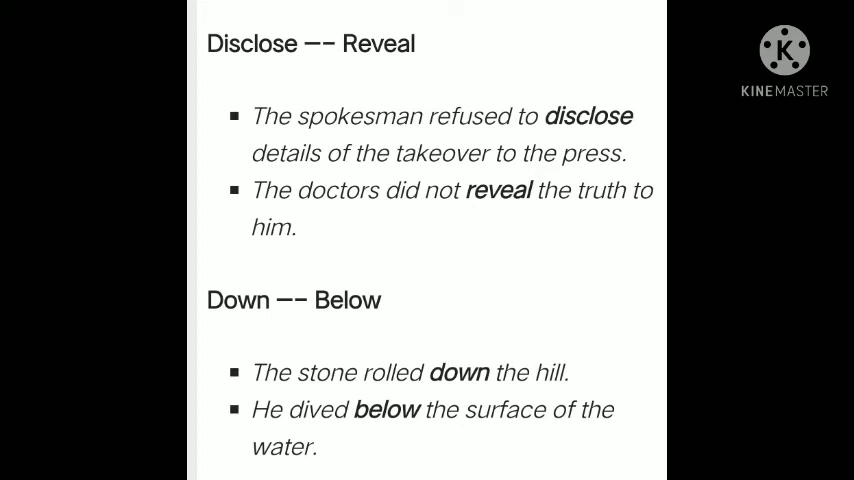 Disclose –- Reveal
K
KINEMASTER
▪ The spokesman refused to disclose
details of the takeover to the press.
▪ The doctors did not reveal the truth to
him.
Down –- Below
▪ The stone rolled down the hill.
▪ He dived below the surface of the
water.